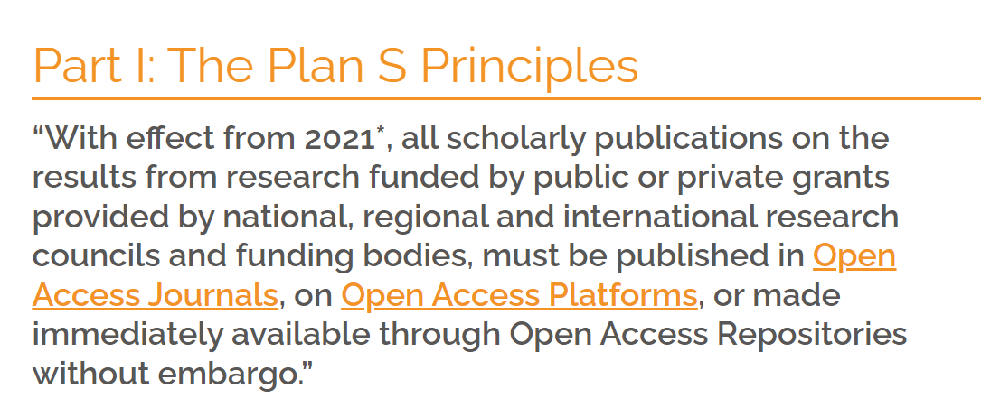 Part I: The Plan S Principles
“With effect from 2021*, all scholarly publications on the
results from research funded by public or private grants
provided by national, regional and international research
councils and funding bodies, must be published in Open
Access Journals, on Open Access Platforms, or made
immediately available through Open Access Repositories
without embargo.”